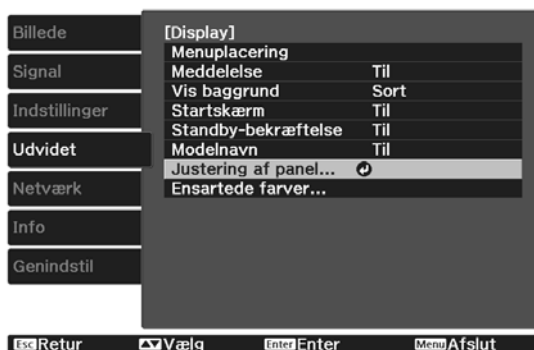 Billede
Signal
Indstillinger
Udvidet
Netværk
Info
Genindstil
[Display]
Menuplacering
Meddelelse Til
Vis baggrund Sort
Startskærm Til
Standby-bekræftelse Til
Modelnavn Til
Justering af panel...
Ensartede farver...
Esc Retur Vælg Enter Enter Menu Afslut